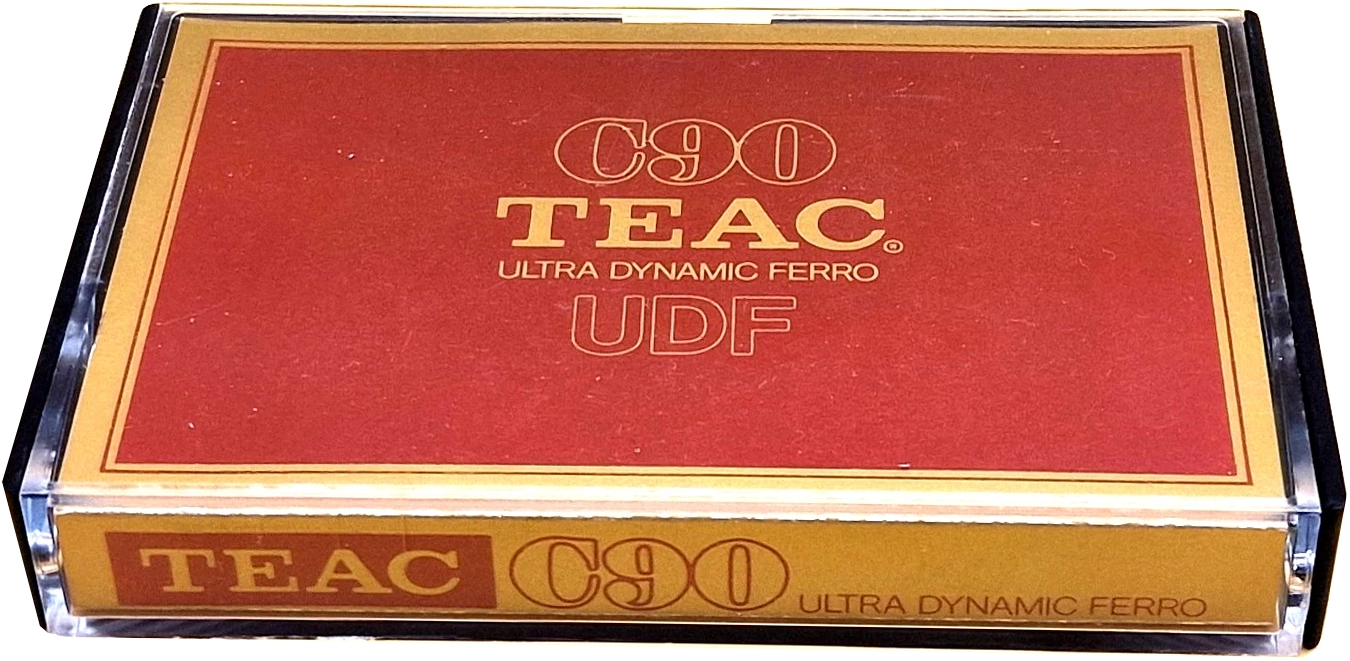 C90
TEAC®
ULTRA DYNAMIC FERRO
UDF
TEAC C90 ULTRA DYNAMIC FERRO